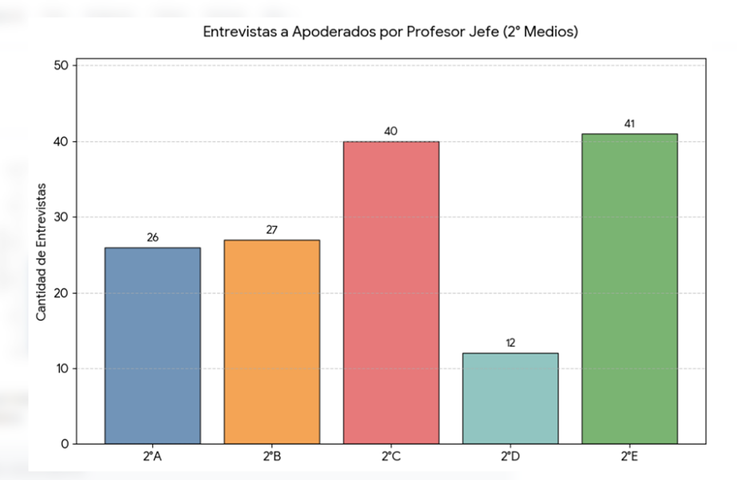 Entrevistas a Apoderados por Profesor Jefe (2° Medios)
Cantidad de Entrevistas
50
40
30
20
10
0
26
27
40
12
41
2°A
2°B
2°C
2°D
2°E